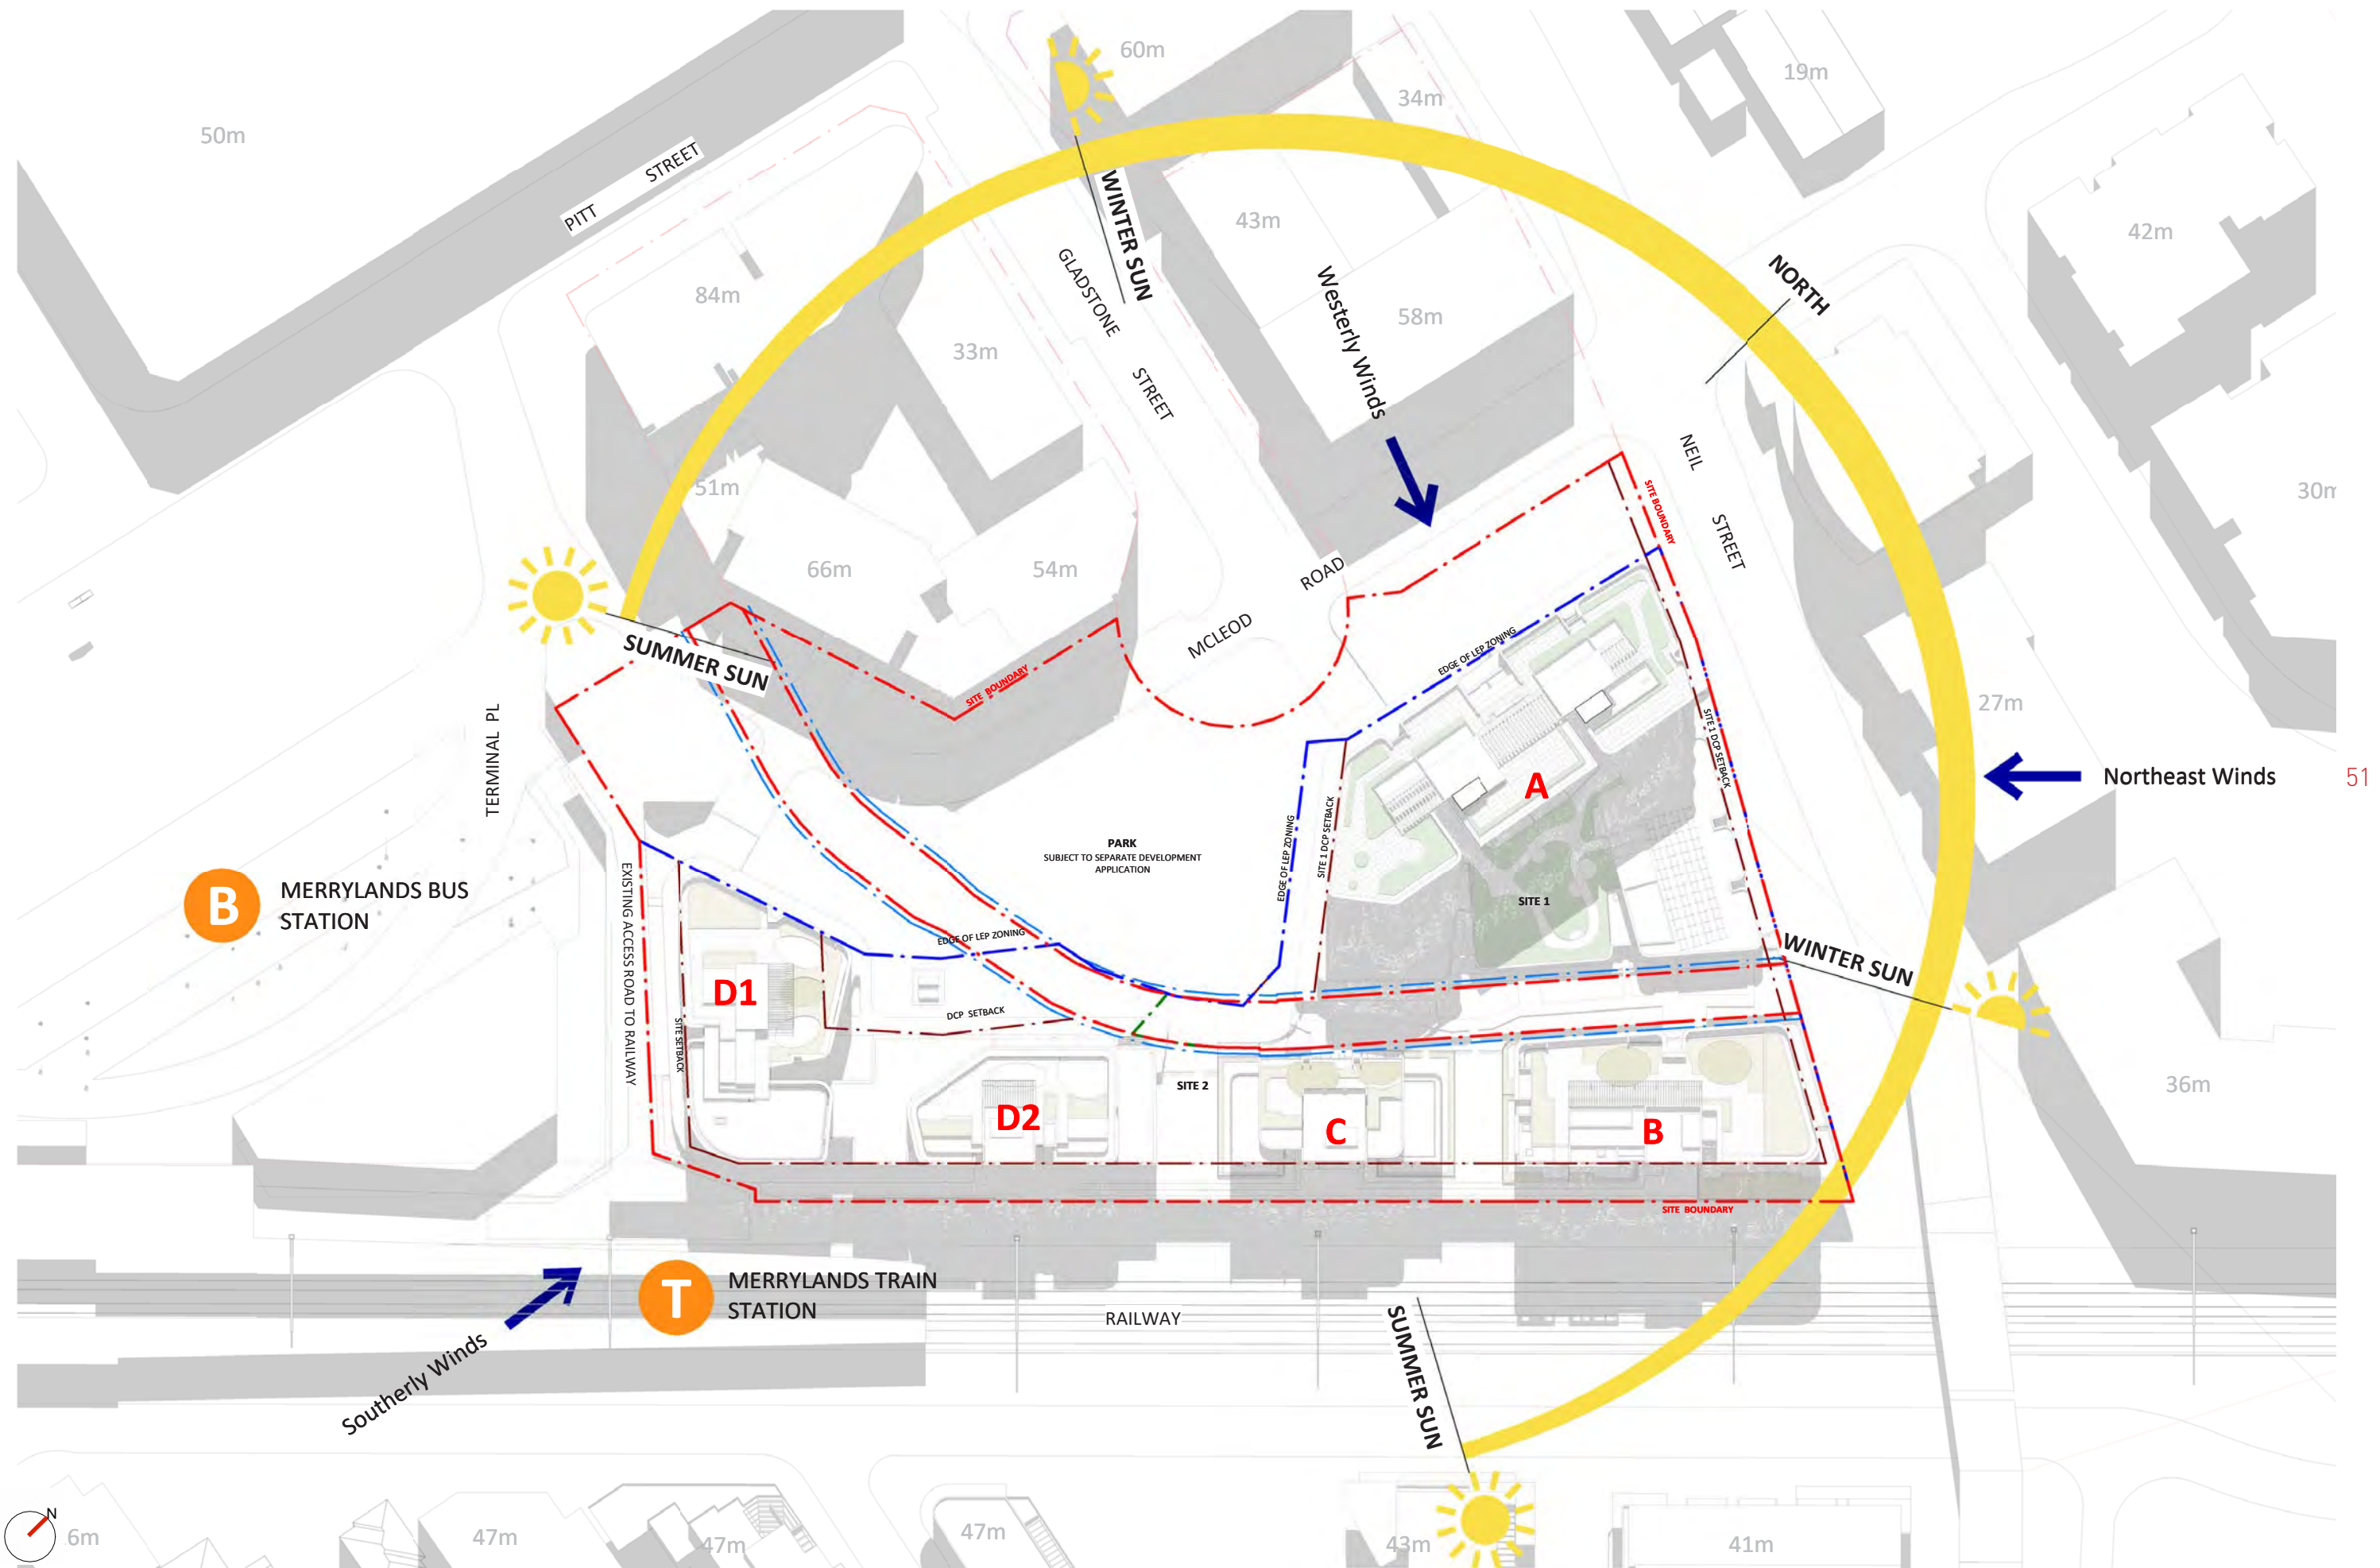 60m
34m
19m
50m
PITT STREET
WINTER SUN
43m
42m
GLADSTONE STREET
Westerly Winds
58m
NORTH
84m
33m
NEIL STREET
30m
51m
SITE BOUNDARY
66m
54m
MCLEOD ROAD
SUMMER SUN
SITE BOUNDARY
EDGE OF LEP ZONING
27m
TERMINAL PL
SITE 1 DCP SETBACK
Northeast Winds
51
A
PARK
SUBJECT TO SEPARATE DEVELOPMENT
APPLICATION
SITE 1 DCP SETBACK
EDGE OF LEP ZONING
B
MERRYLANDS BUS
STATION
EXISTING ACCESS ROAD TO RAILWAY
SITE 1
EDGE OF LEP ZONING
WINTER SUN
D1
DCP SETBACK
SITE SETBACK
SITE 2
36m
D2
C
B
SITE BOUNDARY
T
MERRYLANDS TRAIN
STATION
RAILWAY
Southerly Winds
SUMMER SUN
N
6m
47m
47m
47m
43m
41m